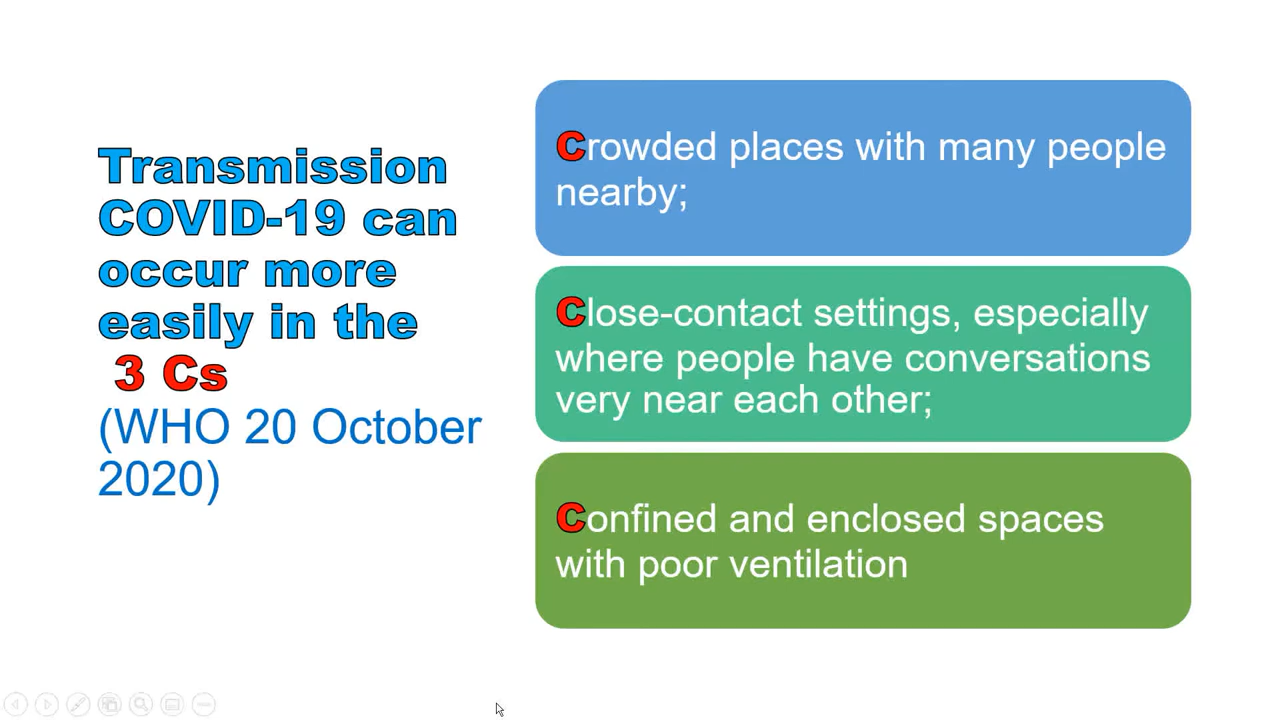 Transmission
COVID-19 can
occur more
easily in the
3 Cs
(WHO 20 October
2020)
Crowded places with many people
nearby;
Close-contact settings, especially
where people have conversations
very near each other;
Confined and enclosed spaces
with poor ventilation